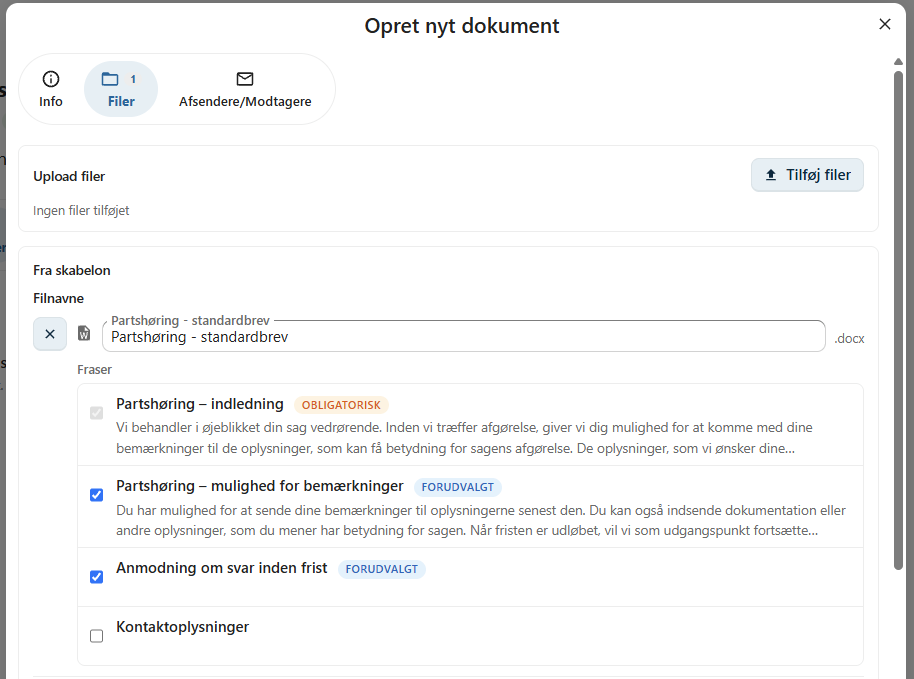 Opret nyt dokument
Info
1
Filer
Afsendere/Modtagere
Upload filer
Tilføj filer
Ingen filer tilføjet
Fra skabelon
Filnavne
Partshøring - standardbrev
W
Partshøring - standardbrev
.docx
Fraser
Partshøring – indledning OBLIGATORISK
Vi behandler i øjeblikket din sag vedrørende. Inden vi træffer afgørelse, giver vi dig mulighed for at komme med dine
bemærkninger til de oplysninger, som kan få betydning for sagens afgørelse. De oplysninger, som vi ønsker dine...
Partshøring – mulighed for bemærkninger FORUDVALGT
Du har mulighed for at sende dine bemærkninger til oplysningerne senest den. Du kan også indsende dokumentation eller
andre oplysninger, som du mener har betydning for sagen. Når fristen er udløbet, vil vi som udgangspunkt fortsætte...
Anmodning om svar inden frist FORUDVALGT
Kontaktoplysninger